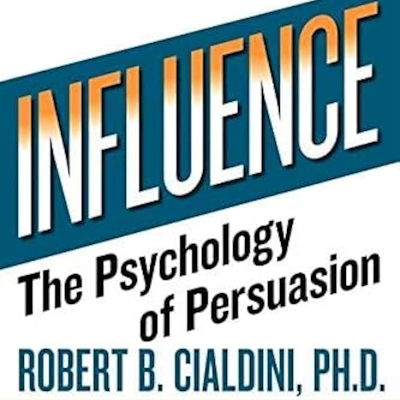 INFLUENCE
The Psychology
of Persuasion
ROBERT B. CIALDINI, PH.D.